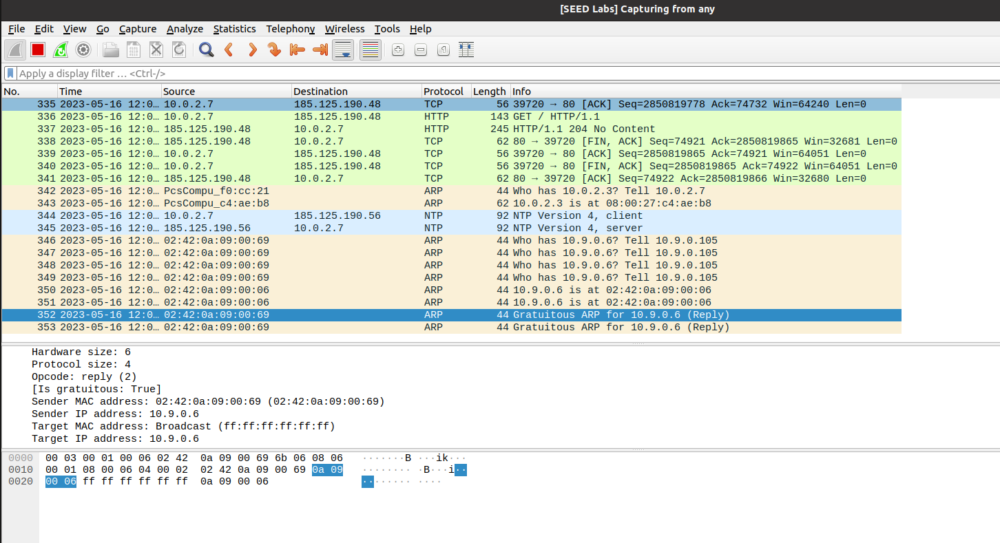 [SEED Labs] Capturing from any
File Edit View Go Capture Analyze Statistics Telephony Wireless Tools Help
Apply a display filter … <Ctrl-/>
No. Time Source Destination Protocol Length Info
335 2023-05-16 12:0… 10.0.2.7 185.125.190.48 TCP 56 39720 → 80 [ACK] Seq=2850819778 Ack=74732 Win=64240 Len=0
336 2023-05-16 12:0… 10.0.2.7 185.125.190.48 HTTP 143 GET / HTTP/1.1
337 2023-05-16 12:0… 185.125.190.48 10.0.2.7 HTTP 245 HTTP/1.1 204 No Content
338 2023-05-16 12:0… 185.125.190.48 10.0.2.7 TCP 62 80 → 39720 [FIN, ACK] Seq=74921 Ack=2850819865 Win=32681 Len=0
339 2023-05-16 12:0… 10.0.2.7 185.125.190.48 TCP 56 39720 → 80 [ACK] Seq=2850819865 Ack=74921 Win=64051 Len=0
340 2023-05-16 12:0… 10.0.2.7 185.125.190.48 TCP 56 39720 → 80 [FIN, ACK] Seq=2850819865 Ack=74922 Win=64051 Len=0
341 2023-05-16 12:0… 185.125.190.48 10.0.2.7 TCP 62 80 → 39720 [ACK] Seq=74922 Ack=2850819866 Win=32680 Len=0
342 2023-05-16 12:0… PcsCompu_f0:cc:21 ARP 44 Who has 10.0.2.3? Tell 10.0.2.7
343 2023-05-16 12:0… PcsCompu_c4:ae:b8 ARP 62 10.0.2.3 is at 08:00:27:c4:ae:b8
344 2023-05-16 12:0… 10.0.2.7 185.125.190.56 NTP 92 NTP Version 4, client
345 2023-05-16 12:0… 185.125.190.56 10.0.2.7 NTP 92 NTP Version 4, server
346 2023-05-16 12:0… 02:42:0a:09:00:69 ARP 44 Who has 10.9.0.6? Tell 10.9.0.105
347 2023-05-16 12:0… 02:42:0a:09:00:69 ARP 44 Who has 10.9.0.6? Tell 10.9.0.105
348 2023-05-16 12:0… 02:42:0a:09:00:69 ARP 44 Who has 10.9.0.6? Tell 10.9.0.105
349 2023-05-16 12:0… 02:42:0a:09:00:69 ARP 44 Who has 10.9.0.6? Tell 10.9.0.105
350 2023-05-16 12:0… 02:42:0a:09:00:06 ARP 44 10.9.0.6 is at 02:42:0a:09:00:06
351 2023-05-16 12:0… 02:42:0a:09:00:06 ARP 44 10.9.0.6 is at 02:42:0a:09:00:06
352 2023-05-16 12:0… 02:42:0a:09:00:69 ARP 44 Gratuitous ARP for 10.9.0.6 (Reply)
353 2023-05-16 12:0… 02:42:0a:09:00:69 ARP 44 Gratuitous ARP for 10.9.0.6 (Reply)
Hardware size: 6
Protocol size: 4
Opcode: reply (2)
[Is gratuitous: True]
Sender MAC address: 02:42:0a:09:00:69 (02:42:0a:09:00:69)
Sender IP address: 10.9.0.6
Target MAC address: Broadcast (ff:ff:ff:ff:ff:ff)
Target IP address: 10.9.0.6
0000 00 03 00 01 00 06 02 42 0a 09 00 69 6b 06 08 06 ·······B ···ik···
0010 00 01 08 00 06 04 00 02 02 42 0a 09 00 69 0a 09 ········ ·B···i··
0020 00 06 ff ff ff ff ff ff 0a 09 00 06 ········ ····